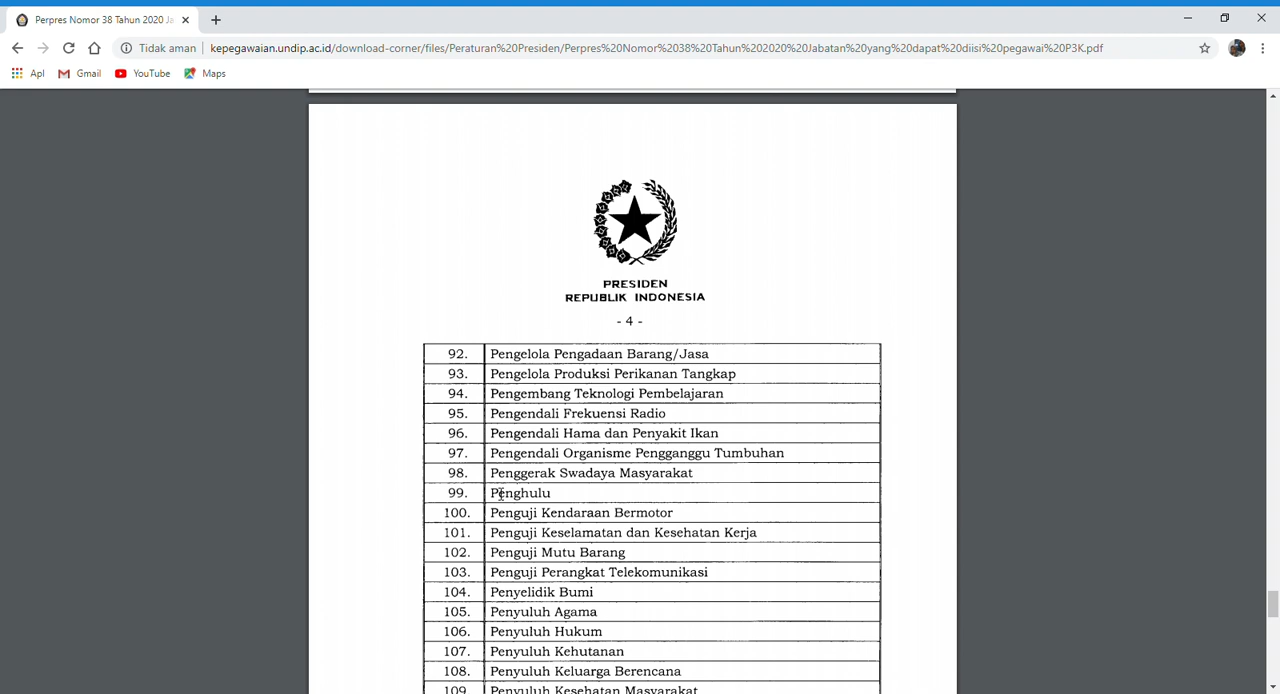 Perpres Nomor 38 Tahun 2020 Ja
Tidak aman
kepegawaian.undip.ac.id/download-corner/files/Peraturan%20Presiden/Perpres%20Nomor%2038%20Tahun%202020%20Jabatan%20yang%20dapat%20diisi%20pegawai%20P3K.pdf
Apl Gmail YouTube Maps
PRESIDEN
REPUBLIK INDONESIA
- 4 -
92. Pengelola Pengadaan Barang/Jasa
93. Pengelola Produksi Perikanan Tangkap
94. Pengembang Teknologi Pembelajaran
95. Pengendali Frekuensi Radio
96. Pengendali Hama dan Penyakit Ikan
97. Pengendali Organisme Pengganggu Tumbuhan
98. Penggerak Swadaya Masyarakat
99. Penghulu
100. Penguji Kendaraan Bermotor
101. Penguji Keselamatan dan Kesehatan Kerja
102. Penguji Mutu Barang
103. Penguji Perangkat Telekomunikasi
104. Penyelidik Bumi
105. Penyuluh Agama
106. Penyuluh Hukum
107. Penyuluh Kehutanan
108. Penyuluh Keluarga Berencana
109. Penyuluh Kesehatan Masyarakat